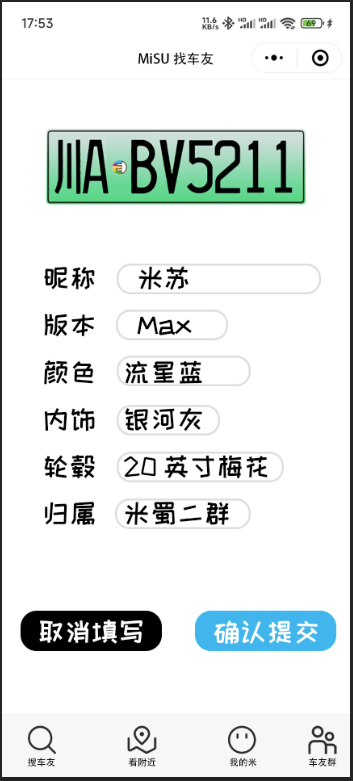 17:53 11.6 KB/s HD HD 69
MiSU 找车友
川A BV5211
昵称 米苏
版本 Max
颜色 流星蓝
内饰 银河灰
轮毂 20英寸梅花
归属 米蜀二群
取消填写 确认提交
搜车友 看附近 我的米 车友群